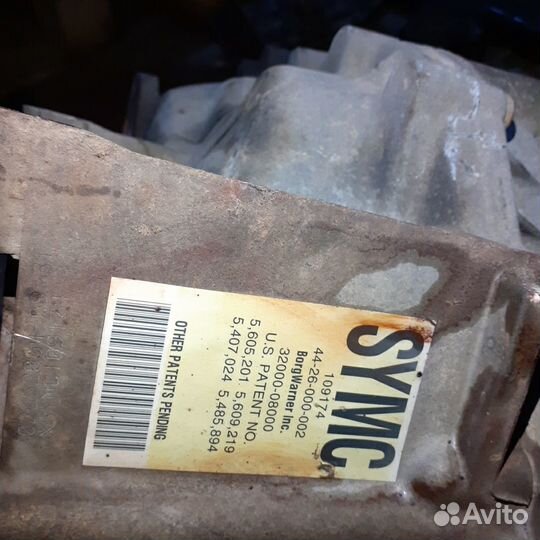 SYMC
109174
44-26-000-002
BorgWarner Inc.
32000-08000
U.S. PATENT NO.
5,605,201 5,609,219
5,407,024 5,485,894
OTHER PATENTS PENDING
Avito